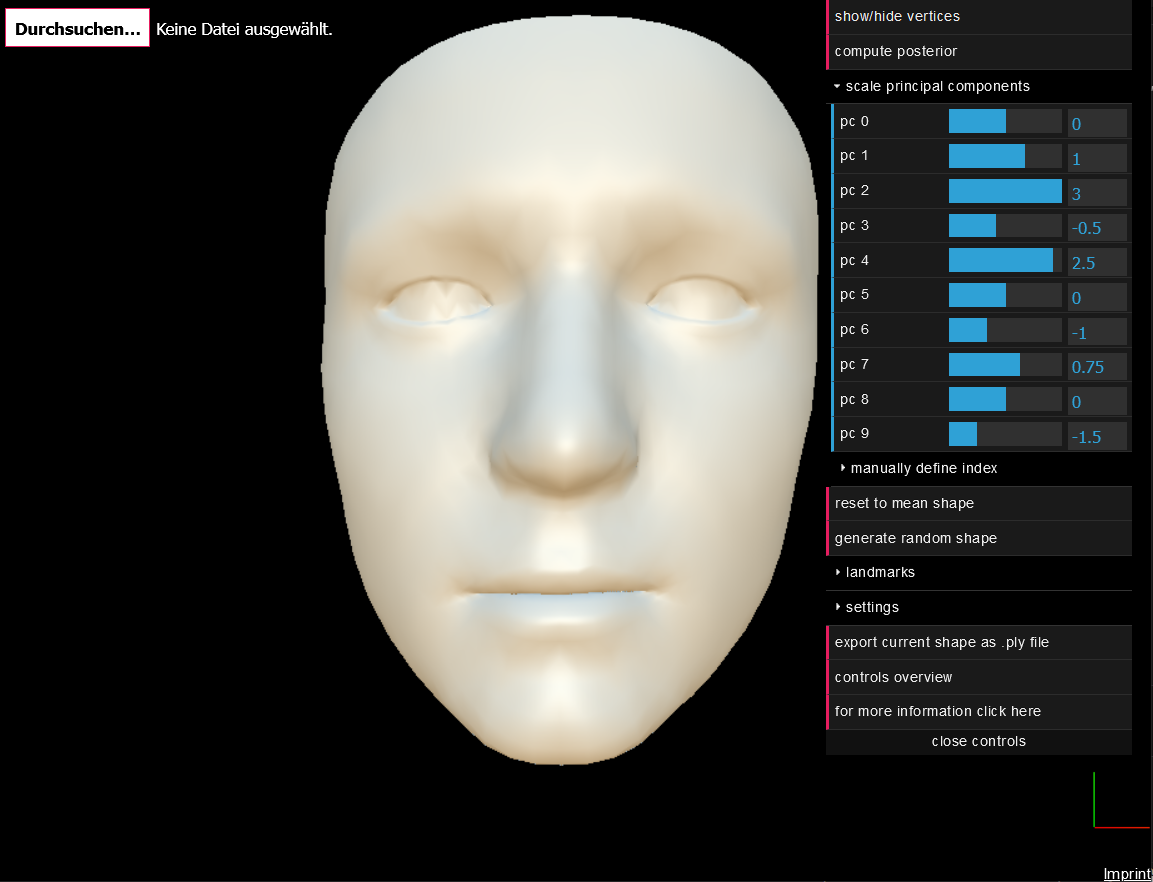 Durchsuchen... Keine Datei ausgewählt.
show/hide vertices
compute posterior
scale principal components
pc 0 0
pc 1 1
pc 2 3
pc 3 -0.5
pc 4 2.5
pc 5 0
pc 6 -1
pc 7 0.75
pc 8 0
pc 9 -1.5
manually define index
reset to mean shape
generate random shape
landmarks
settings
export current shape as .ply file
controls overview
for more information click here
close controls
Imprint